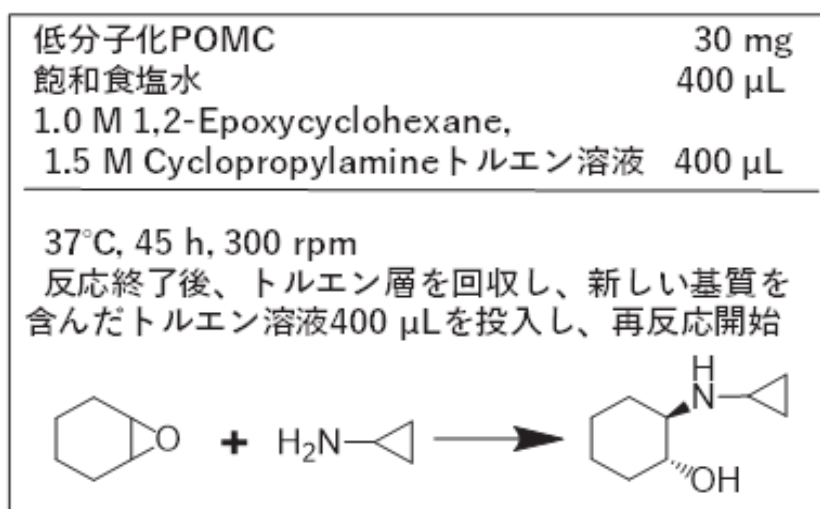 低分子化POMC 30 mg
飽和食塩水 400 μL
1.0 M 1,2-Epoxycyclohexane,
1.5 M Cyclopropylamineトルエン溶液 400 μL
37°C, 45 h, 300 rpm
反応終了後、トルエン層を回収し、新しい基質を
含んだトルエン溶液400 μLを投入し、再反応開始
O + H₂N H N OH